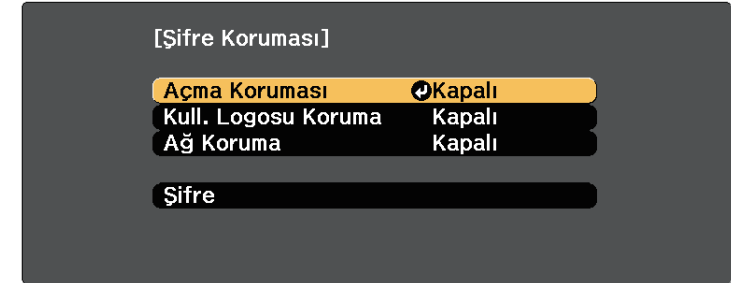 [Şifre Koruması]
Açma Koruması Kapalı
Kull. Logosu Koruma Kapalı
Ağ Koruma Kapalı
Şifre